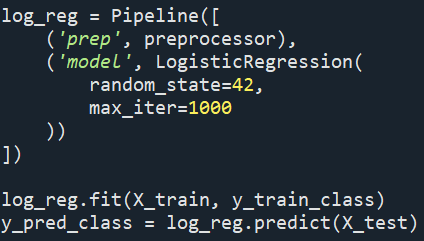 log_reg = Pipeline([
    ('prep', preprocessor),
    ('model', LogisticRegression(
        random_state=42,
        max_iter=1000
    ))
])

log_reg.fit(X_train, y_train_class)
y_pred_class = log_reg.predict(X_test)